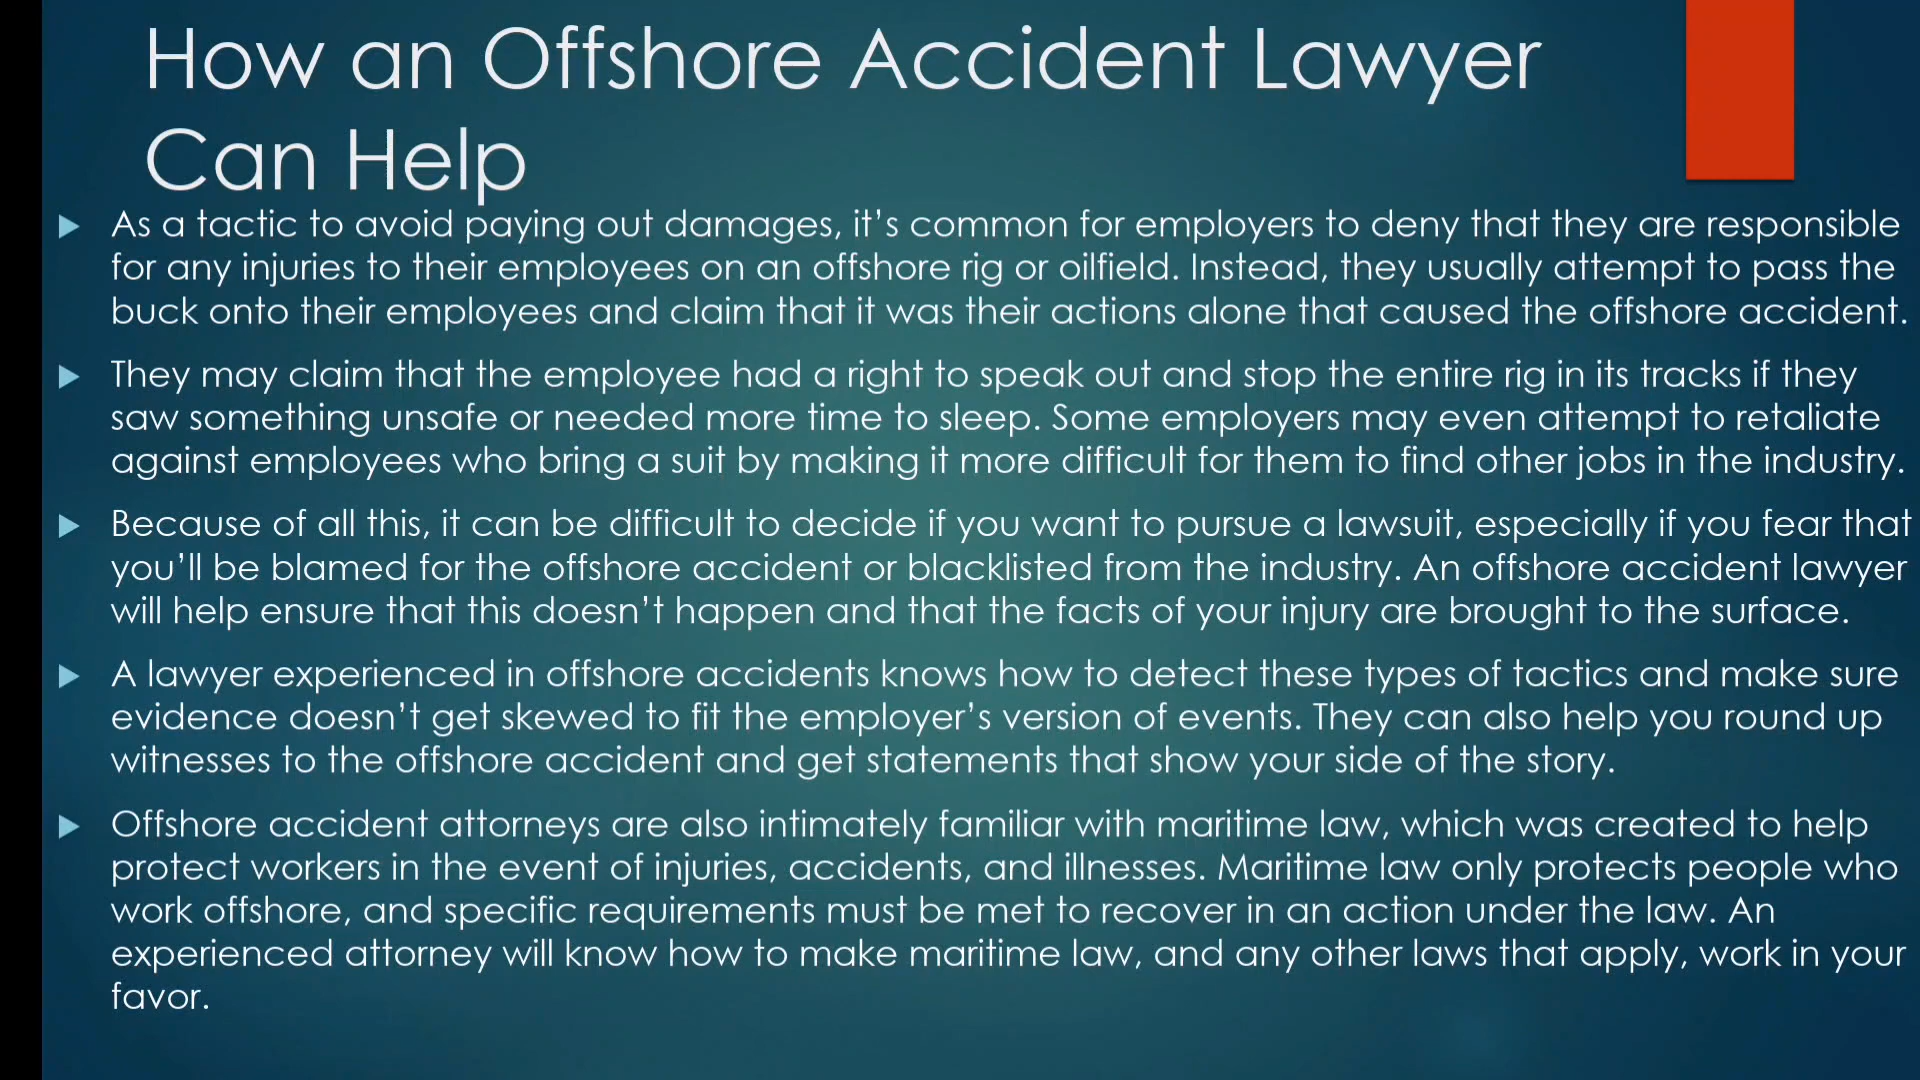 How an Offshore Accident Lawyer
Can Help
As a tactic to avoid paying out damages, it’s common for employers to deny that they are responsible
for any injuries to their employees on an offshore rig or oilfield. Instead, they usually attempt to pass the
buck onto their employees and claim that it was their actions alone that caused the offshore accident.
They may claim that the employee had a right to speak out and stop the entire rig in its tracks if they
saw something unsafe or needed more time to sleep. Some employers may even attempt to retaliate
against employees who bring a suit by making it more difficult for them to find other jobs in the industry.
Because of all this, it can be difficult to decide if you want to pursue a lawsuit, especially if you fear that
you’ll be blamed for the offshore accident or blacklisted from the industry. An offshore accident lawyer
will help ensure that this doesn’t happen and that the facts of your injury are brought to the surface.
A lawyer experienced in offshore accidents knows how to detect these types of tactics and make sure
evidence doesn’t get skewed to fit the employer’s version of events. They can also help you round up
witnesses to the offshore accident and get statements that show your side of the story.
Offshore accident attorneys are also intimately familiar with maritime law, which was created to help
protect workers in the event of injuries, accidents, and illnesses. Maritime law only protects people who
work offshore, and specific requirements must be met to recover in an action under the law. An
experienced attorney will know how to make maritime law, and any other laws that apply, work in your
favor.